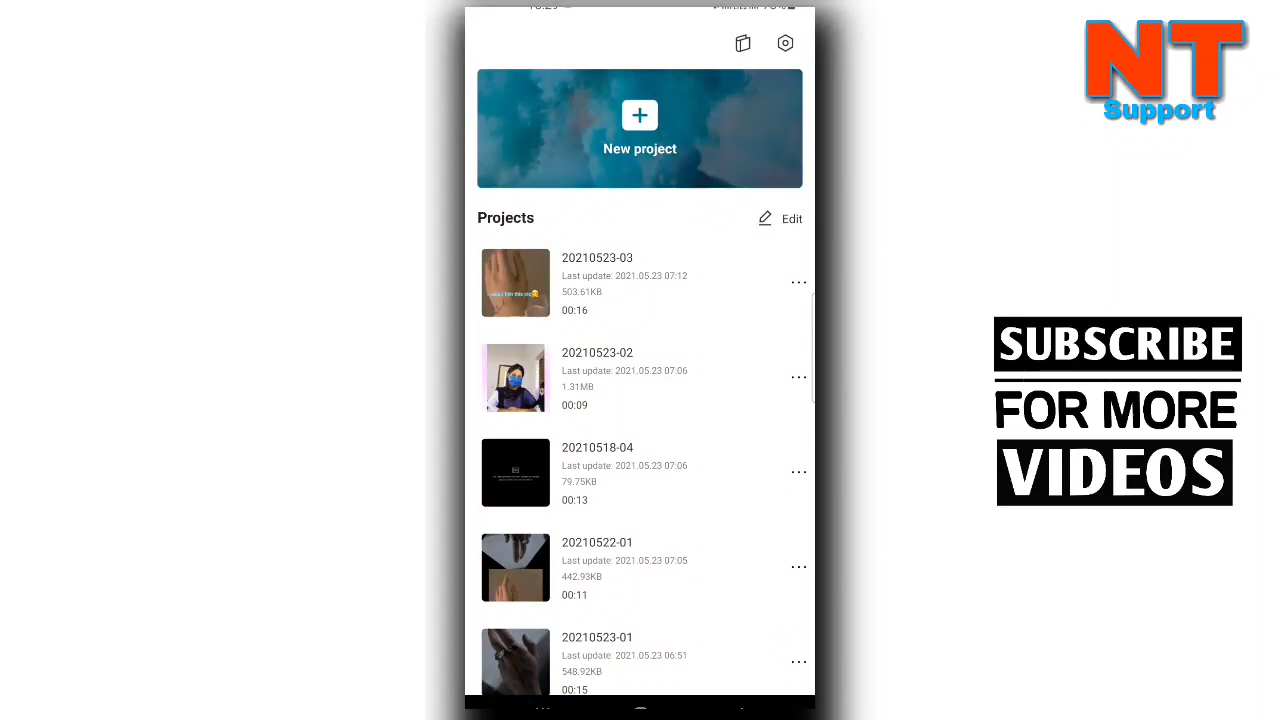 NT
Support
New project
Projects
Edit
20210523-03
Last update: 2021.05.23 07:12
503.61KB
00:16
20210523-02
Last update: 2021.05.23 07:06
1.31MB
00:09
20210518-04
Last update: 2021.05.23 07:06
79.75KB
00:13
20210522-01
Last update: 2021.05.23 07:05
442.93KB
00:11
20210523-01
Last update: 2021.05.23 06:51
548.92KB
00:15
SUBSCRIBE
FOR MORE
VIDEOS